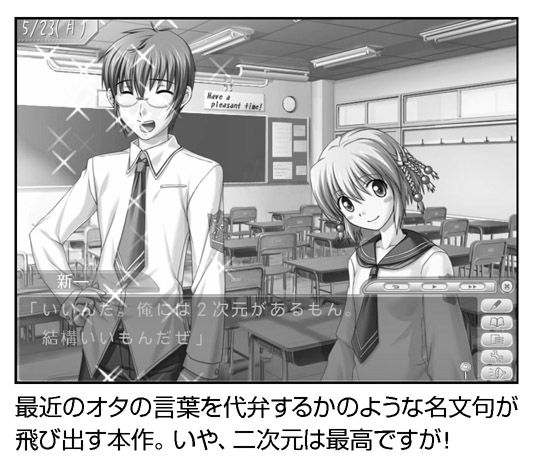 5/23(月)
Have a
pleasant time!
新一
「いいんだ。俺には２次元があるもん。
結構いいもんだぜ」
最近のオタの言葉を代弁するかのような名文句が
飛び出す本作。いや、二次元は最高ですが!